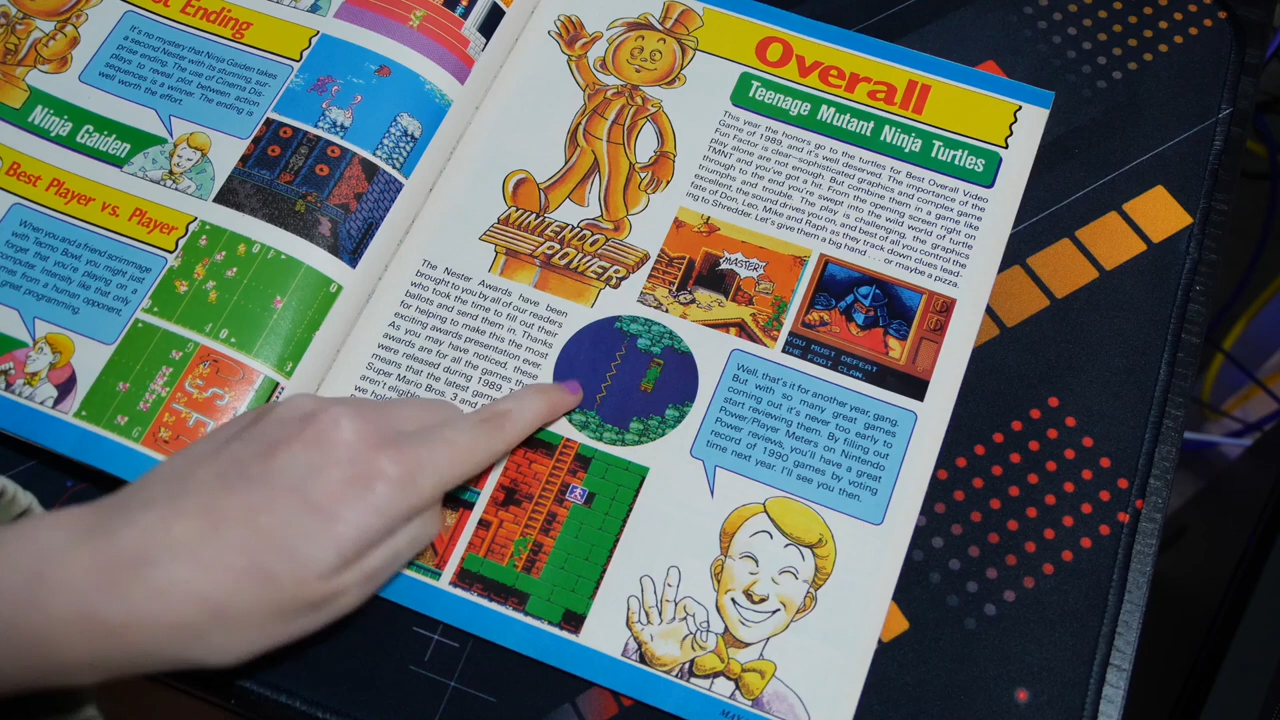 st Ending
It's no mystery that Ninja Gaiden takes
a second Nester with its stunning, sur-
prise ending. The use of Cinema Dis-
plays to reveal plot between action
sequences is a winner. The ending is
well worth the effort.
Ninja Gaiden
Best Player vs. Player
When you and a friend scrimmage
with Tecmo Bowl, you might just
forget that you're playing on a
computer. Intensity like that only
mes from a human opponent,
great programming.
NINTENDO
POWER
The Nester Awards have been
brought to you by all of our readers
who took the time to fill out their
ballots and send them in. Thanks
for helping to make this the most
exciting awards presentation ever.
As you may have noticed, these
awards are for all the games th
were released during 1989.
means that the latest game
Super Mario Bros. 3 and
aren't eligible
we hol
Overall
Teenage Mutant Ninja Turtles
This year the honors go to the turtles for Best Overall Video
Game of 1989, and it's well deserved. The importance of the
Fun Factor is clear—sophisticated graphics and complex game
play alone are not enough. But combine them in a game like
TMNT and you've got a hit. From the opening screen right on
through to the end you're swept into the world of turtle
triumphs and trouble. The play is challenging, the graphics
excellent, the sound drives you on, and best of all you control the
fate of Don, Leo, Mike and Raph as they track down clues lead-
ing to Shredder. Let's give them a big hand . . . or maybe a pizza.
MASTER!
YOU MUST DEFEAT
THE FOOT CLAN.
Well, that's it for another year, gang.
But with so many great games
coming out it's never too early to
start reviewing them. By filling out
Power/Player Meters on Nintendo
Power reviews, you'll have a great
record of 1990 games by voting
time next year. I'll see you then.